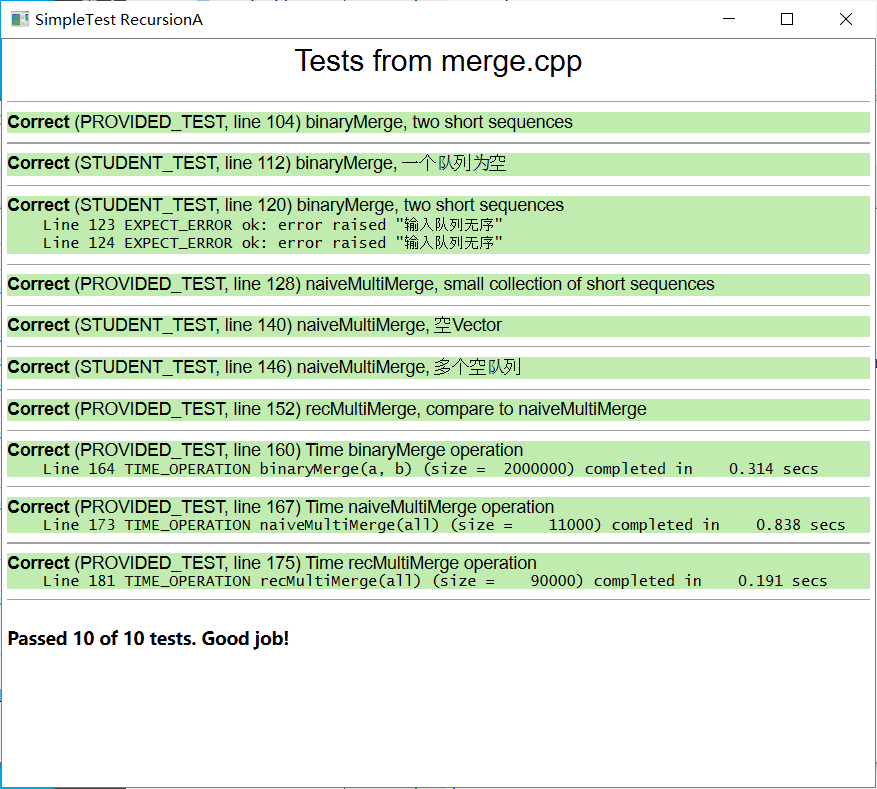 SimpleTest RecursionA
Tests from merge.cpp
Correct (PROVIDED_TEST, line 104) binaryMerge, two short sequences
Correct (STUDENT_TEST, line 112) binaryMerge, 一个队列为空
Correct (STUDENT_TEST, line 120) binaryMerge, two short sequences
Line 123 EXPECT_ERROR ok: error raised "输入队列无序"
Line 124 EXPECT_ERROR ok: error raised "输入队列无序"
Correct (PROVIDED_TEST, line 128) naiveMultiMerge, small collection of short sequences
Correct (STUDENT_TEST, line 140) naiveMultiMerge, 空Vector
Correct (STUDENT_TEST, line 146) naiveMultiMerge, 多个空队列
Correct (PROVIDED_TEST, line 152) recMultiMerge, compare to naiveMultiMerge
Correct (PROVIDED_TEST, line 160) Time binaryMerge operation
Line 164 TIME_OPERATION binaryMerge(a, b) (size =  2000000) completed in    0.314 secs
Correct (PROVIDED_TEST, line 167) Time naiveMultiMerge operation
Line 173 TIME_OPERATION naiveMultiMerge(all) (size =    11000) completed in    0.838 secs
Correct (PROVIDED_TEST, line 175) Time recMultiMerge operation
Line 181 TIME_OPERATION recMultiMerge(all) (size =    90000) completed in    0.191 secs
Passed 10 of 10 tests. Good job!